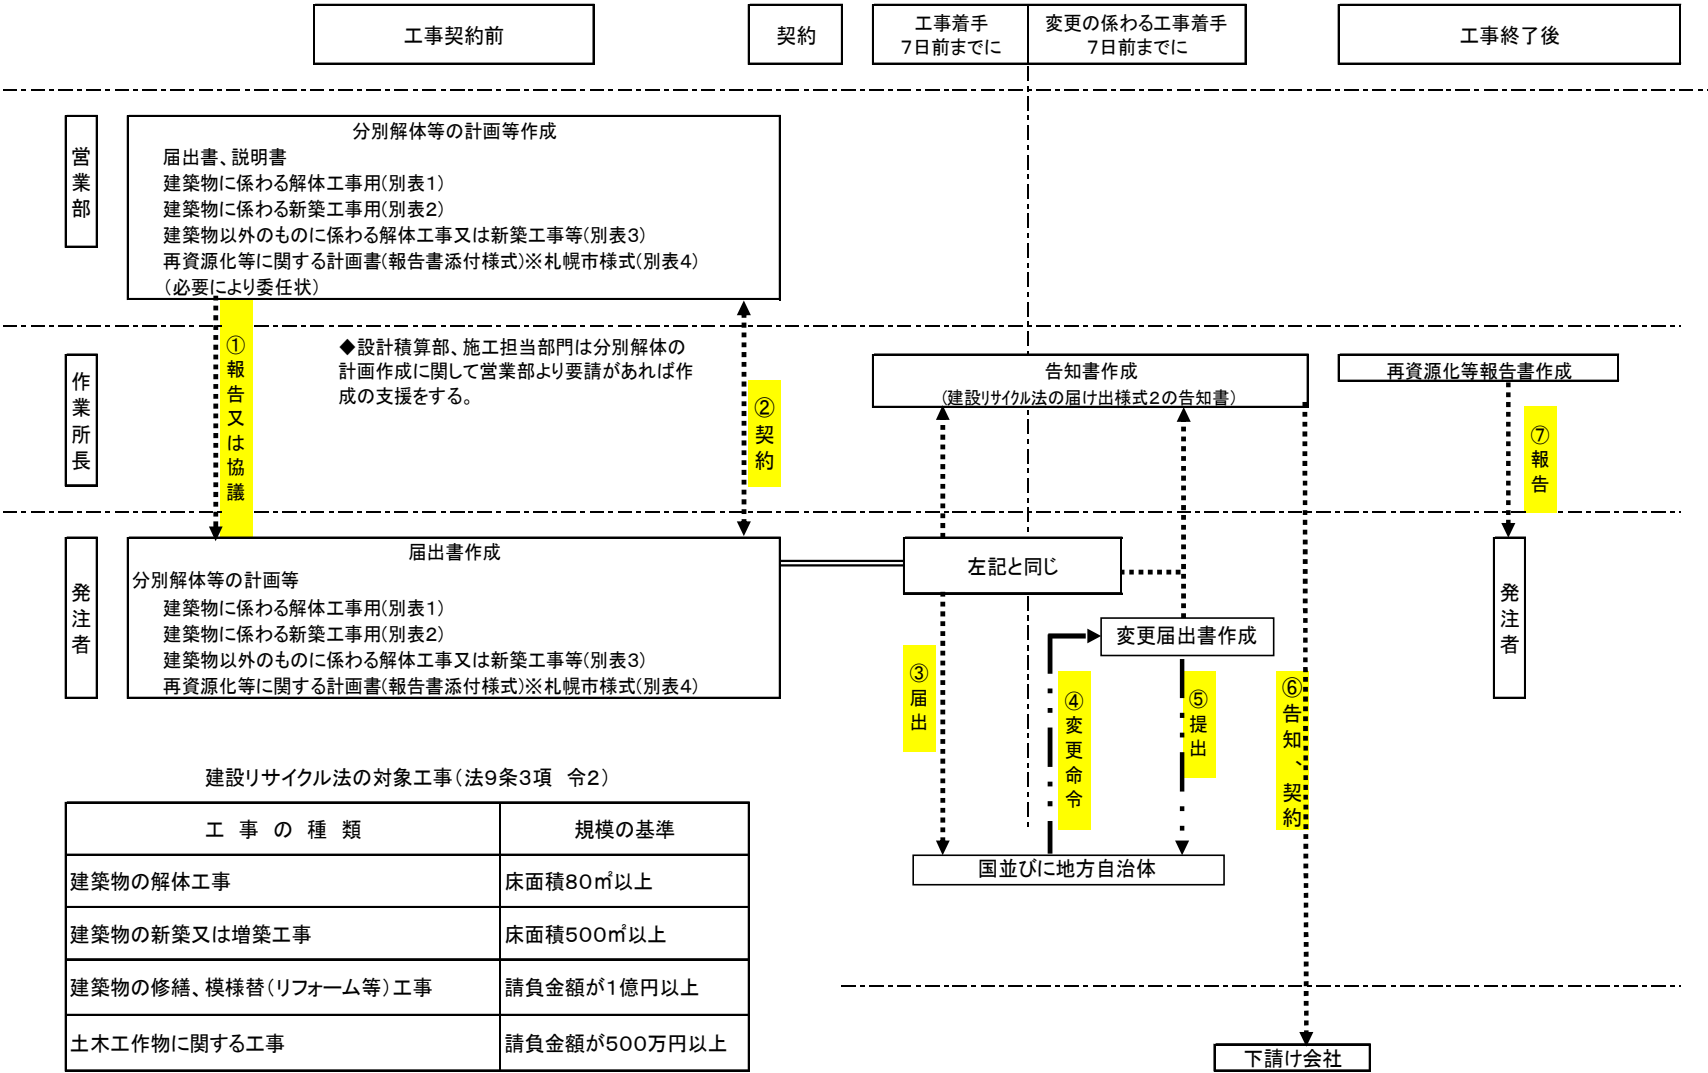 工事契約前
契約
工事着手
7日前までに
変更の係わる工事着手
7日前までに
工事終了後
営業部
分別解体等の計画等作成
届出書、説明書
建築物に係わる解体工事用(別表1)
建築物に係わる新築工事用(別表2)
建築物以外のものに係わる解体工事又は新築工事等(別表3)
再資源化等に関する計画書(報告書添付様式)※札幌市様式(別表4)
(必要により委任状)
作業所長
①報告又は協議
◆設計積算部、施工担当部門は分別解体の
計画作成に関して営業部より要請があれば作
成の支援をする。
②契約
告知書作成
(建設リサイクル法の届け出様式2の告知書)
再資源化等報告書作成
⑦報告
発注者
届出書作成
分別解体等の計画等
建築物に係わる解体工事用(別表1)
建築物に係わる新築工事用(別表2)
建築物以外のものに係わる解体工事又は新築工事等(別表3)
再資源化等に関する計画書(報告書添付様式)※札幌市様式(別表4)
左記と同じ
変更届出書作成
発注者
③届出
④変更命令
⑤提出
⑥告知、契約
国並びに地方自治体
下請け会社
建設リサイクル法の対象工事(法9条3項 令2)
工事の種類
規模の基準
建築物の解体工事
床面積80㎡以上
建築物の新築又は増築工事
床面積500㎡以上
建築物の修繕、模様替(リフォーム等)工事
請負金額が1億円以上
土木工作物に関する工事
請負金額が500万円以上